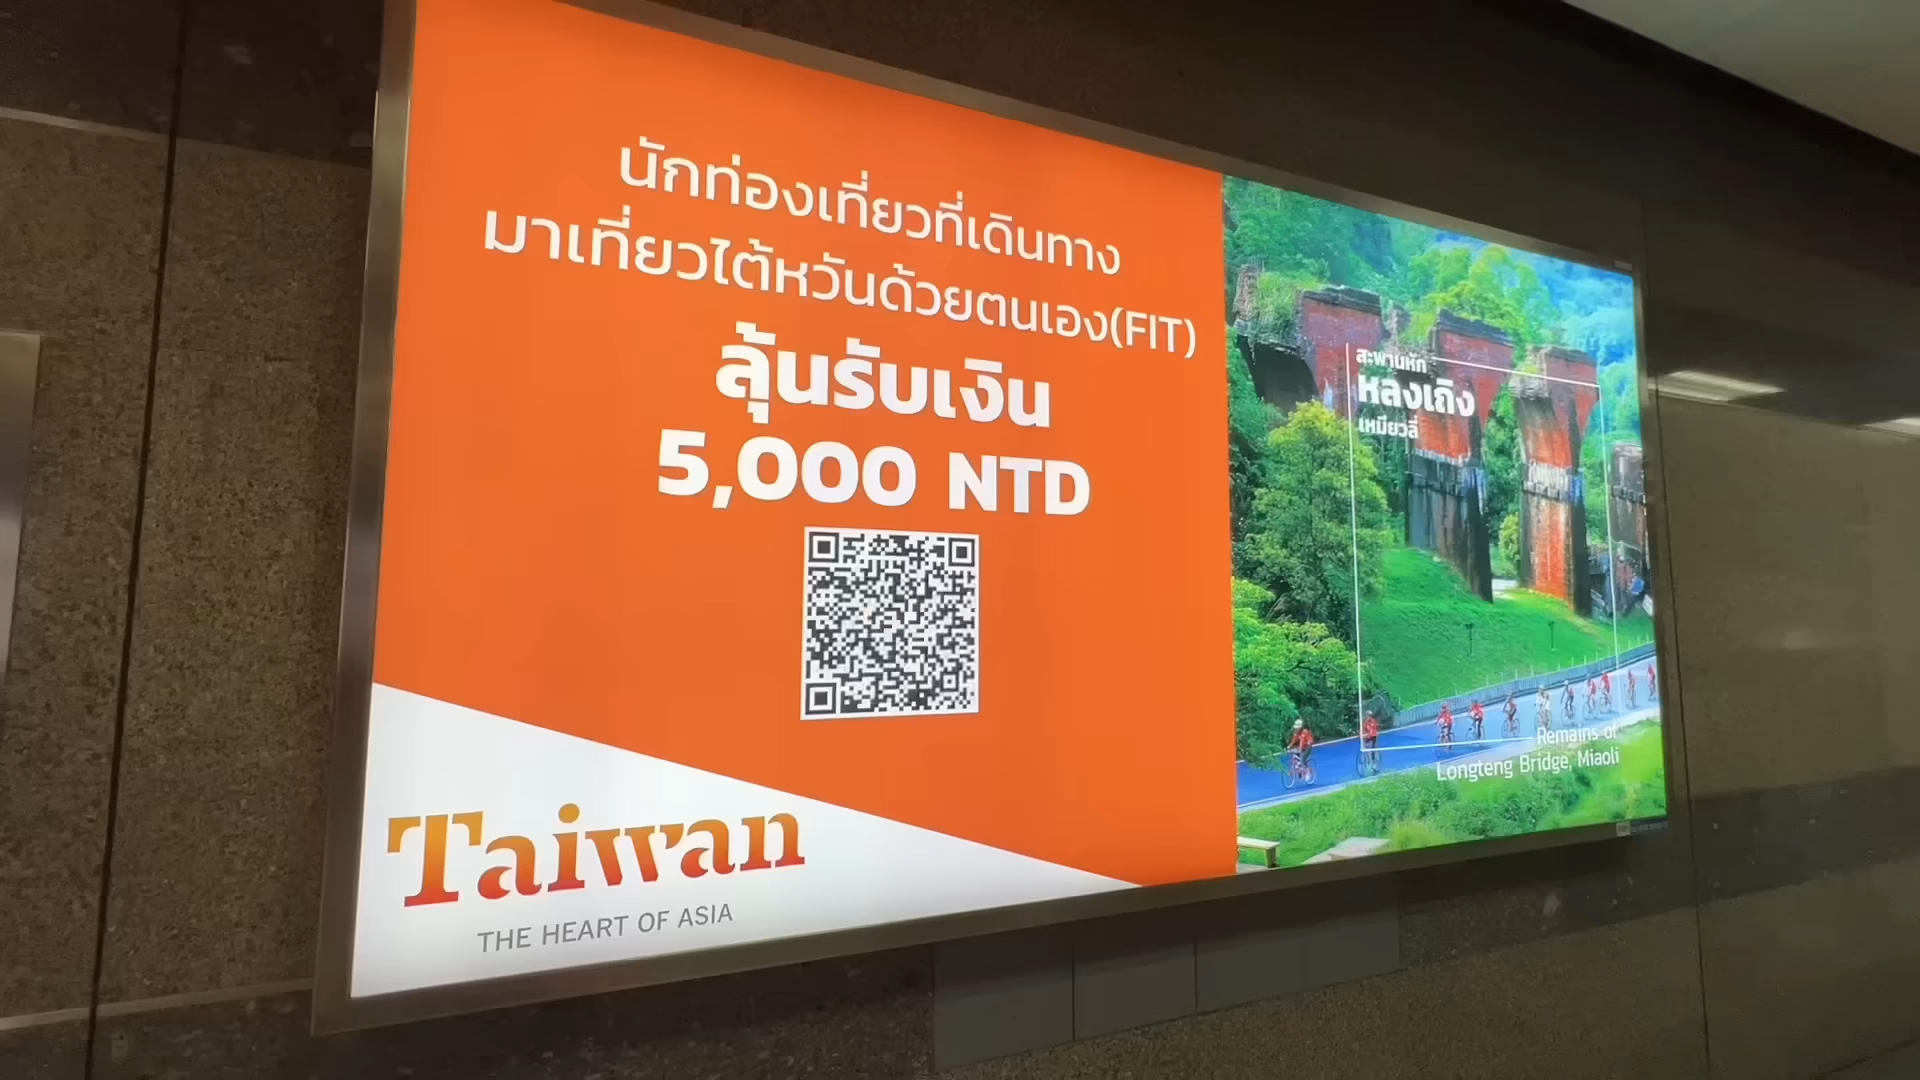 นักท่องเที่ยวที่เดินทาง
มาเที่ยวไต้หวันด้วยตนเอง(FIT)
ลุ้นรับเงิน
5,000 NTD
Taiwan
THE HEART OF ASIA
สะพานหัก
หลงเถิง
เหมียวลี่
Remains of
Longteng Bridge, Miaoli